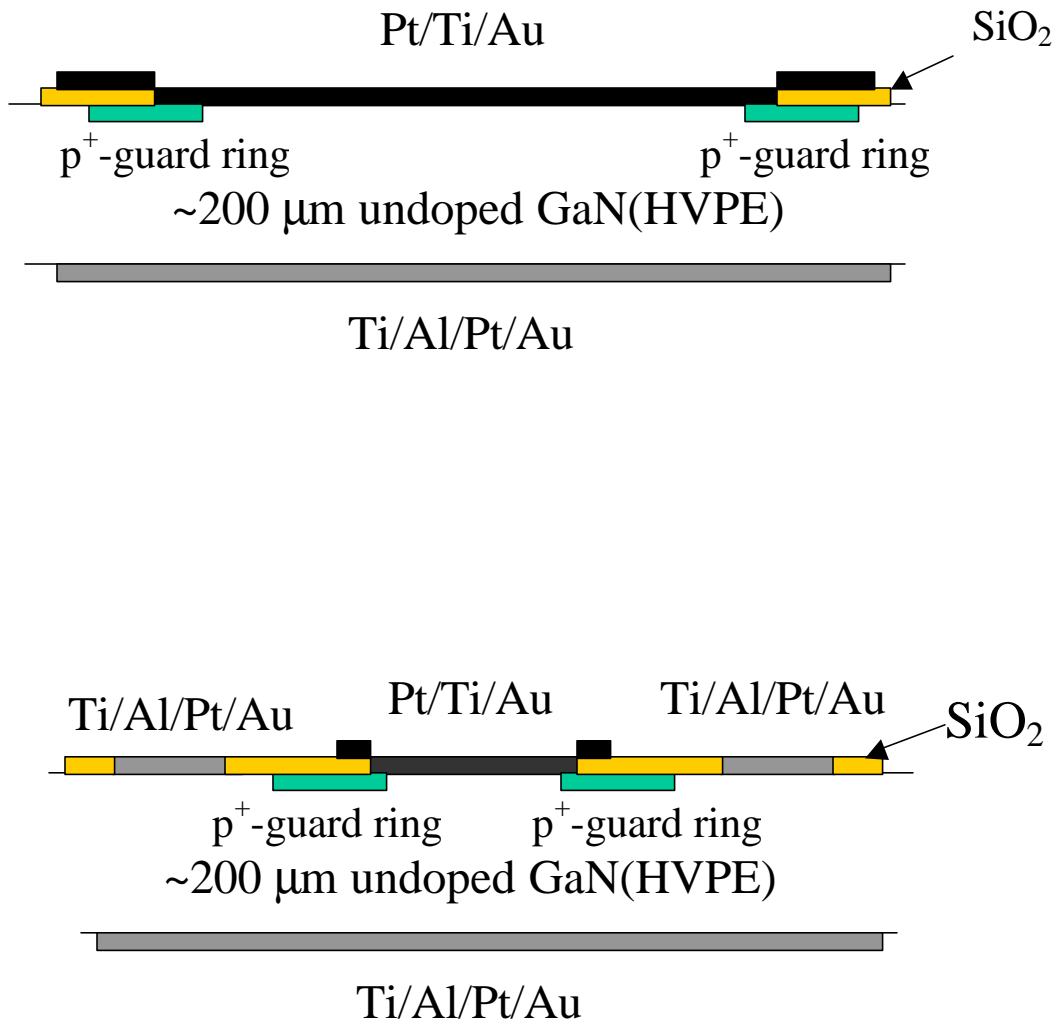 Pt/Ti/Au
SiO₂
p⁺-guard ring
p⁺-guard ring
~200 μm undoped GaN(HVPE)
Ti/Al/Pt/Au
Ti/Al/Pt/Au
Pt/Ti/Au
Ti/Al/Pt/Au
SiO₂
p⁺-guard ring
p⁺-guard ring
~200 μm undoped GaN(HVPE)
Ti/Al/Pt/Au